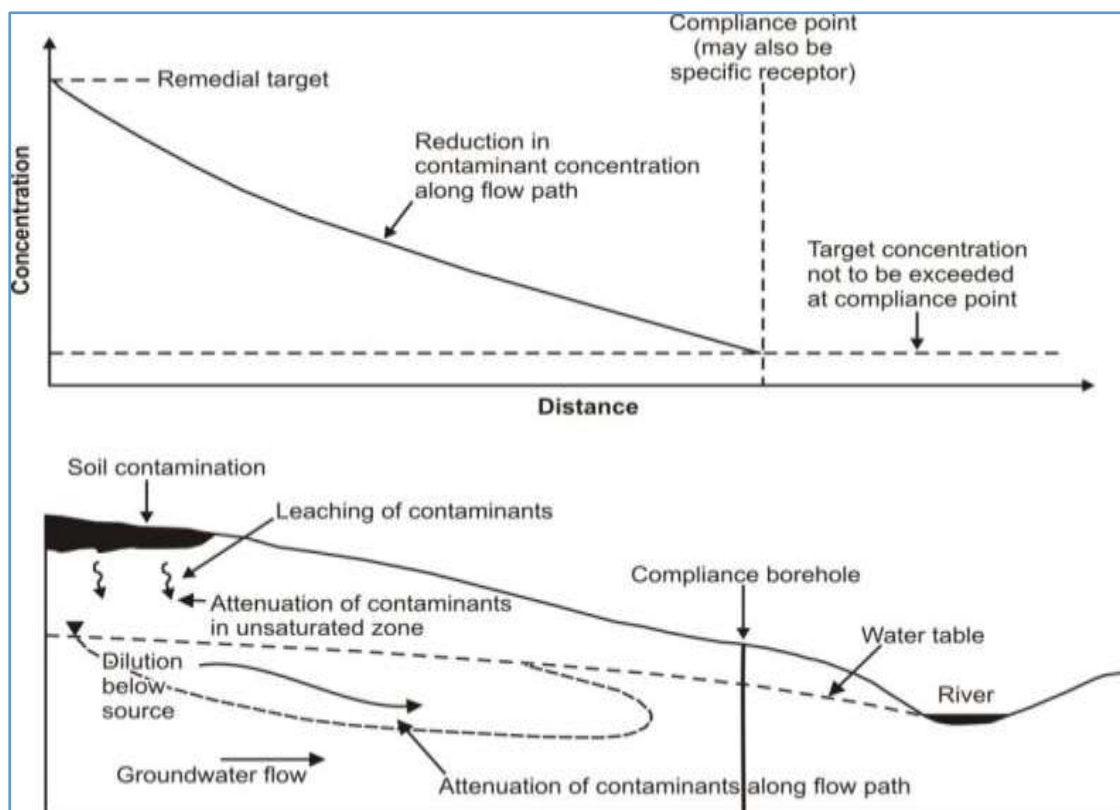 Compliance point
(may also be
specific receptor)
Remedial target
Reduction in
contaminant concentration
along flow path
Concentration
Target concentration
not to be exceeded
at compliance point
Distance
Soil contamination
Leaching of contaminants
Compliance borehole
Attenuation of contaminants
in unsaturated zone
Water table
Dilution
below
source
River
Groundwater flow
Attenuation of contaminants along flow path